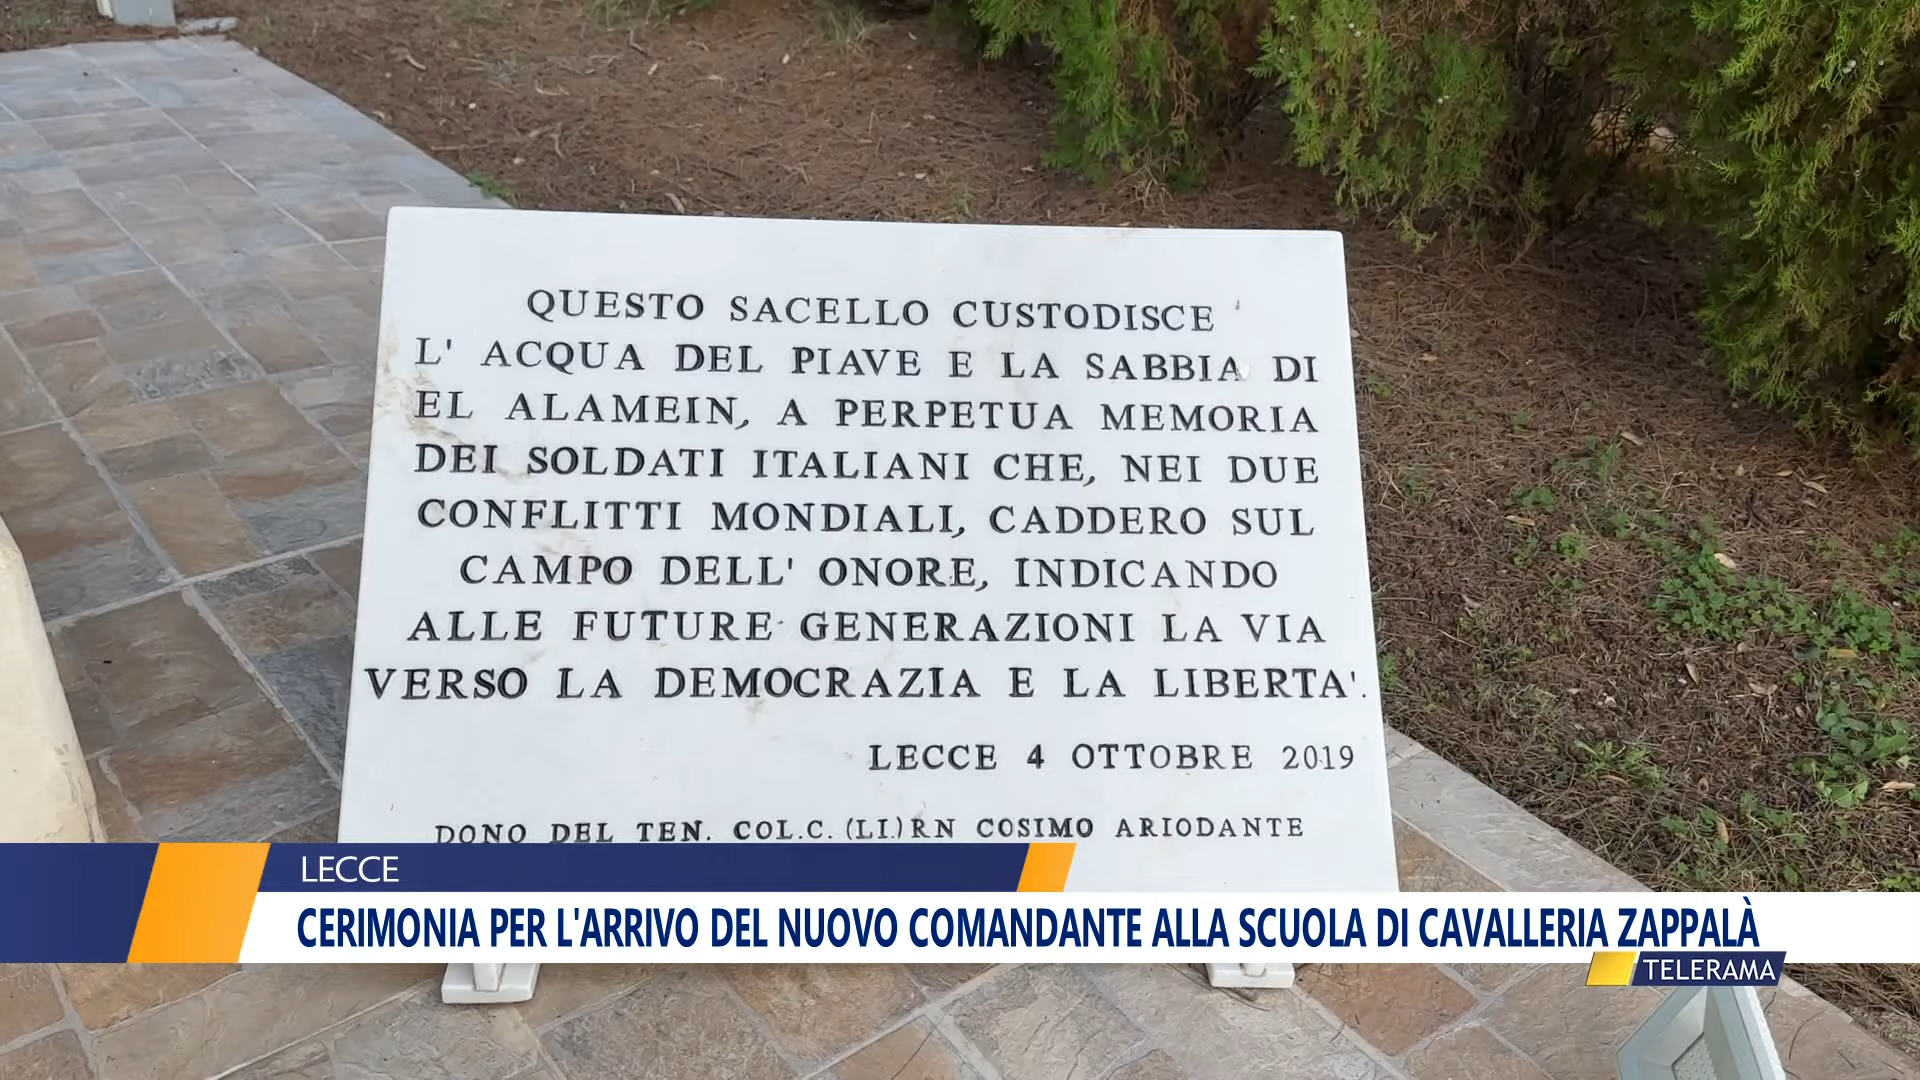 QUESTO SACELLO CUSTODISCE
L' ACQUA DEL PIAVE E LA SABBIA DI
EL ALAMEIN, A PERPETUA MEMORIA
DEI SOLDATI ITALIANI CHE, NEI DUE
CONFLITTI MONDIALI, CADDERO SUL
CAMPO DELL' ONORE, INDICANDO
ALLE FUTURE GENERAZIONI LA VIA
VERSO LA DEMOCRAZIA E LA LIBERTA'.
LECCE 4 OTTOBRE 2019
DONO DEL TEN. COL.C. (LI.) RN COSIMO ARIODANTE
LECCE
CERIMONIA PER L'ARRIVO DEL NUOVO COMANDANTE ALLA SCUOLA DI CAVALLERIA ZAPPALÀ
TELERAMA